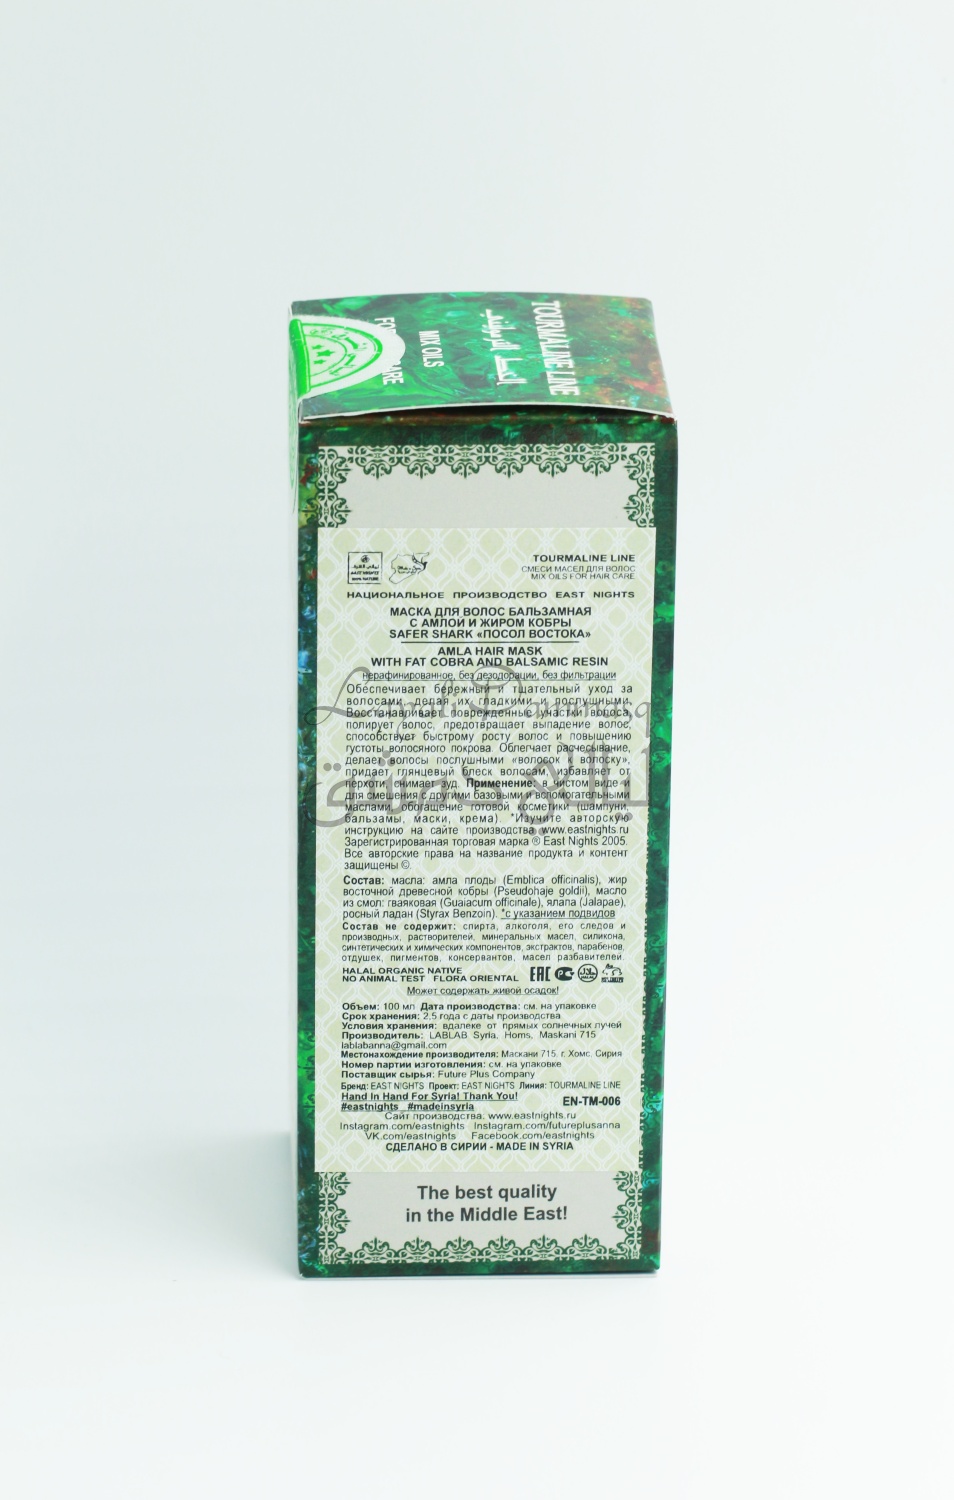 TOURMALINE LINE
MIX OILS
TOURMALINE LINE
СМЕСИ МАСЕЛ ДЛЯ ВОЛОС
MIX OILS FOR HAIR CARE
НАЦИОНАЛЬНОЕ ПРОИЗВОДСТВО EAST NIGHTS
МАСКА ДЛЯ ВОЛОС БАЛЬЗАМНАЯ
С АМЛОЙ И ЖИРОМ КОБРЫ
SAFER SHARK «ПОСОЛ ВОСТОКА»
AMLA HAIR MASK
WITH FAT COBRA AND BALSAMIC RESIN
нерафинированное, без дезодорации, без фильтрации
Обеспечивает бережный и тщательный уход за
волосами, делая их гладкими и послушными.
Восстанавливает поврежденные участки волоса,
полирует волос, предотвращает выпадение волос,
способствует быстрому росту волос и повышению
густоты волосяного покрова. Облегчает расчесывание,
делает волосы послушными «волосок к волоску»,
придает глянцевый блеск волосам, избавляет от
перхоти, снимает зуд. Применение: в чистом виде и
для смешения с другими базовыми и вспомогательными
маслами, обогащение готовой косметики (шампуни,
бальзамы, маски, крема). *Изучите авторскую
инструкцию на сайте производства www.eastnights.ru
Зарегистрированная торговая марка ® East Nights 2005.
Все авторские права на название продукта и контент
защищены ©.
Состав: масла: амла плоды (Emblica officinalis), жир
восточной древесной кобры (Pseudohaje goldii), масло
из смол: гваяковая (Guaiacum officinale), ялапа (Jalapae),
росный ладан (Styrax Benzoin). *с указанием подвидов
Состав не содержит: спирта, алкоголя, его следов и
производных, растворителей, минеральных масел, силикона,
синтетических и химических компонентов, экстрактов, парабенов,
отдушек, пигментов, консервантов, масел разбавителей.
HALAL ORGANIC NATIVE
NO ANIMAL TEST FLORA ORIENTAL
Может содержать живой осадок!
Объем: 100 мл Дата производства: см. на упаковке
Срок хранения: 2,5 года с даты производства
Условия хранения: вдалеке от прямых солнечных лучей
Производитель: LABLAB Syria, Homs, Maskani 715
lablabanna@gmail.com
Местонахождение производителя: Маскани 715, г. Хомс, Сирия
Номер партии изготовления: см. на упаковке
Поставщик сырья: Future Plus Company
Бренд: EAST NIGHTS Проект: EAST NIGHTS Линия: TOURMALINE LINE
Hand In Hand For Syria! Thank You!
#eastnights #madeinsyria
EN-TM-006
Сайт производства: www.eastnights.ru
Instagram.com/eastnights Instagram.com/futureplusanna
VK.com/eastnights Facebook.com/eastnights
СДЕЛАНО В СИРИИ - MADE IN SYRIA
The best quality
in the Middle East!